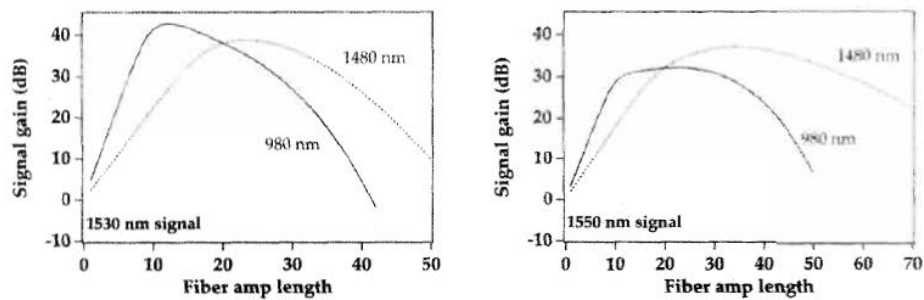 Signal gain (dB)
40
30
20
10
0
-10
1480 nm
980 nm
1530 nm signal
0 10 20 30 40 50
Fiber amp length
Signal gain (dB)
40
30
20
10
0
-10
1480 nm
980 nm
1550 nm signal
0 10 20 30 40 50 60 70
Fiber amp length